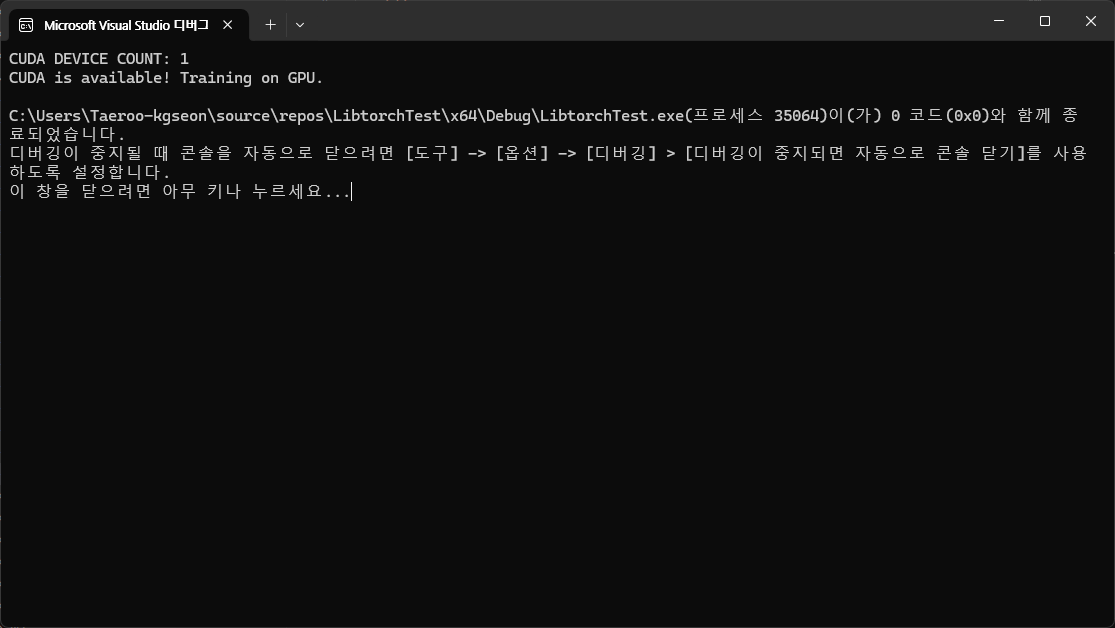 Microsoft Visual Studio 디버그
CUDA DEVICE COUNT: 1
CUDA is available! Training on GPU.
C:\Users\Taeroo-kgseon\source\repos\LibtorchTest\x64\Debug\LibtorchTest.exe(프로세스 35064)이(가) 0 코드(0x0)와 함께 종
료되었습니다.
디버깅이 중지될 때 콘솔을 자동으로 닫으려면 [도구] -> [옵션] -> [디버깅] > [디버깅이 중지되면 자동으로 콘솔 닫기]를 사용
하도록 설정합니다.
이 창을 닫으려면 아무 키나 누르세요...